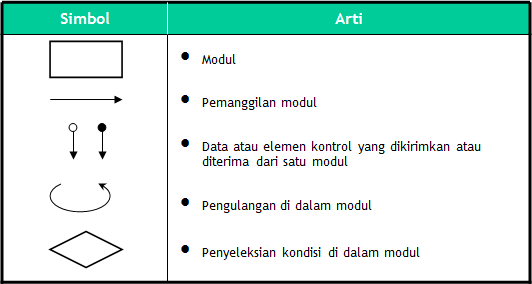 Simbol
Arti
Modul
Pemanggilan modul
Data atau elemen kontrol yang dikirimkan atau
diterima dari satu modul
Pengulangan di dalam modul
Penyeleksian kondisi di dalam modul